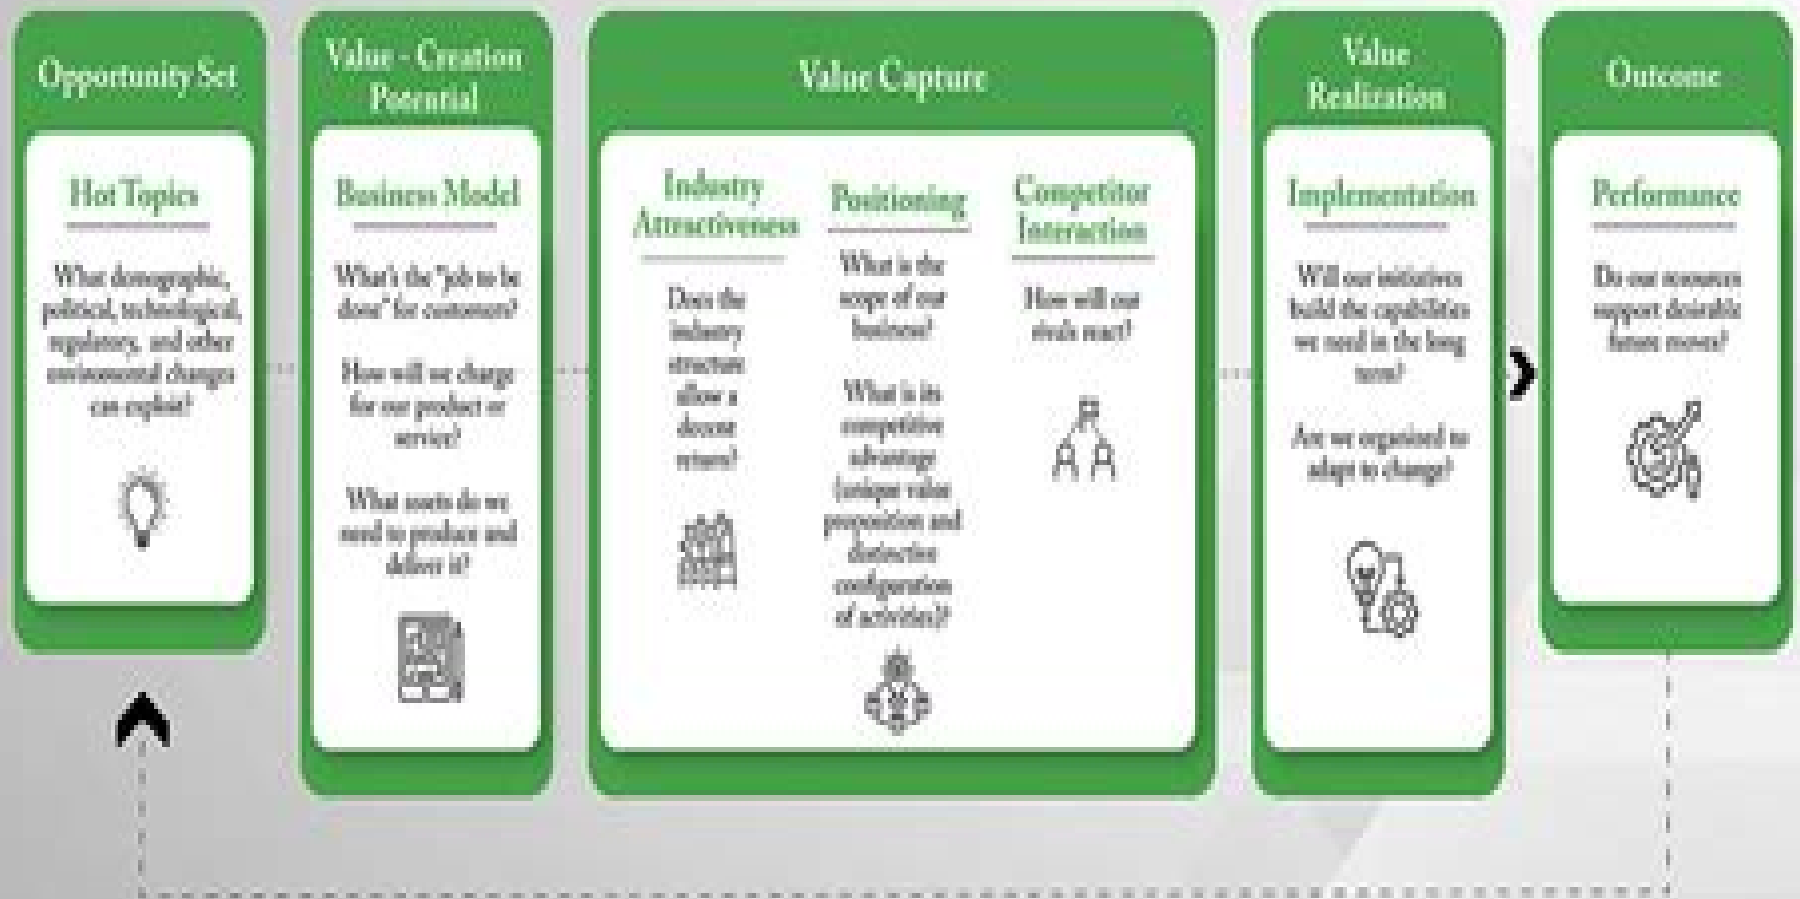 Opportunity Set
Hot Topics
What demographic,
political, technological,
regulatory, and other
environmental changes
can exploit?
Value - Creation
Potential
Business Model
What's the "job to be
done" for customers?
How will we charge
for our product or
service?
What assets do we
need to produce and
deliver it?
Value Capture
Industry
Attractiveness
Does the
industry
structure
allow a
decent
return?
Positioning
What is the
scope of our
business?
What is its
competitive
advantage
(unique value
proposition and
distinctive
configuration
of activities)?
Competitor
Interaction
How will our
rivals react?
Value
Realization
Implementation
Will our initiatives
build the capabilities
we need in the long
term?
Are we organized to
adapt to change?
Outcome
Performance
Do our resources
support desirable
future moves?